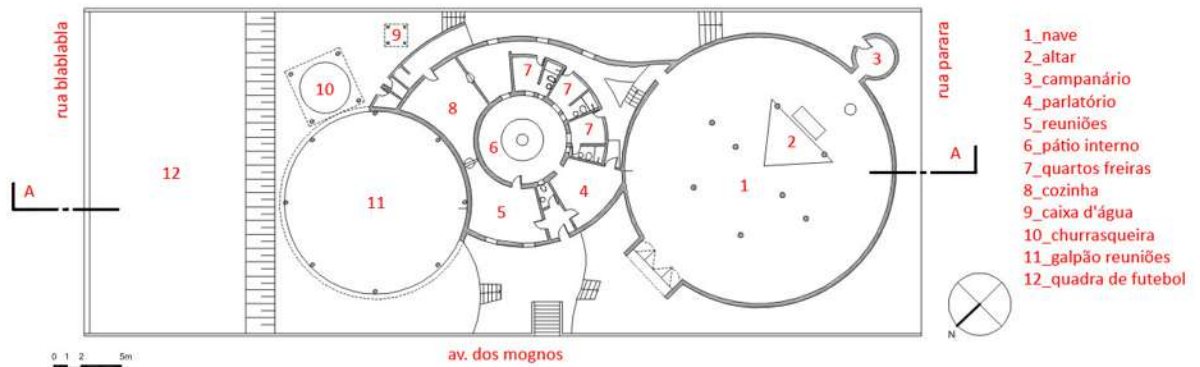 rua blablabla
9
10
8
7
7
7
6
11
12
5
4
3
2
1
A
A
rua parara
1_nave
2_altar
3_campanário
4_parlatório
5_reuniões
6_pátio interno
7_quartos freiras
8_cozinha
9_caixa d'água
10_churrasqueira
11_galpão reuniões
12_quadra de futebol
N
0 1 2 5m
av. dos mognos